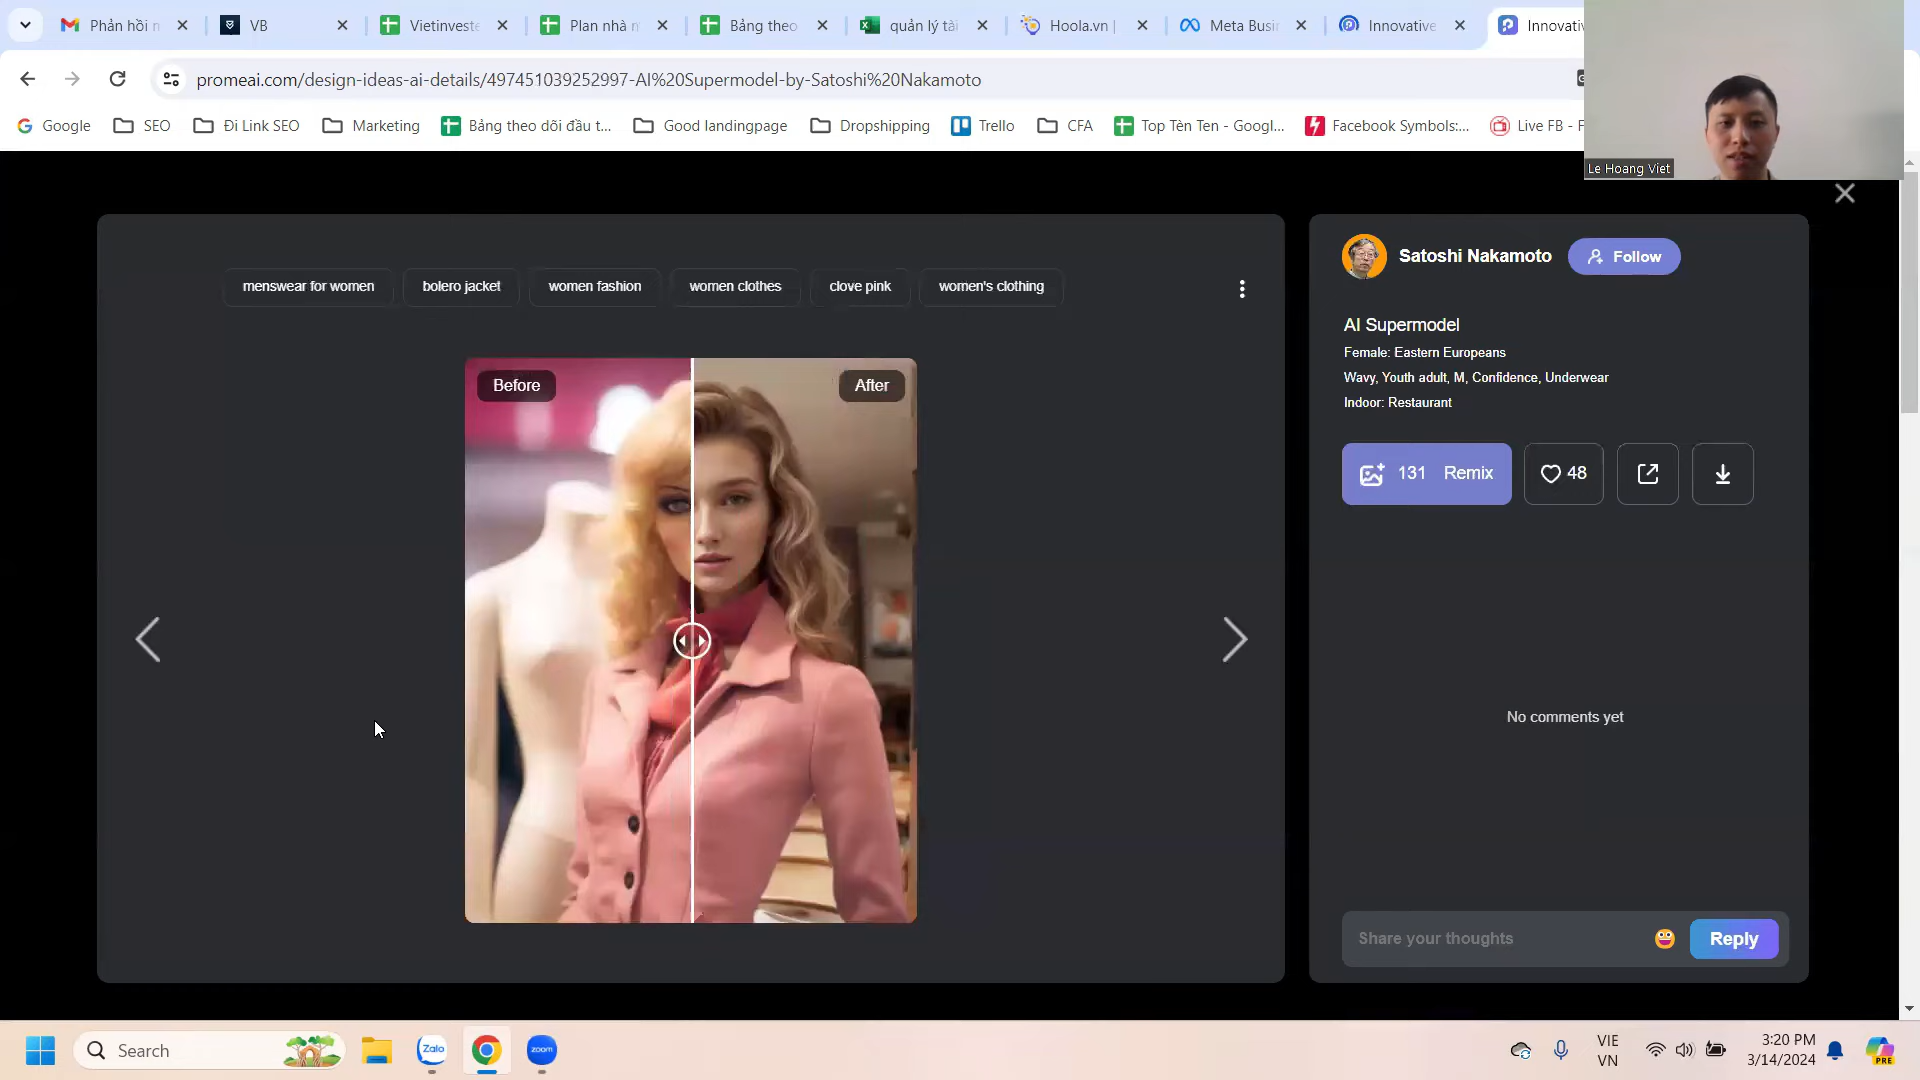 Phản hồi n
VB
Vietinveste
Plan nhà n
Bảng theo
quản lý tài
Hoola.vn |
Meta Busi
Innovative
Innovati
promeai.com/design-ideas-ai-details/497451039252997-AI%20Supermodel-by-Satoshi%20Nakamoto
Google
SEO
Đi Link SEO
Marketing
Bảng theo dõi đầu t...
Good landingpage
Dropshipping
Trello
CFA
Top Tên Ten - Googl...
Facebook Symbols:...
Live FB - F
Le Hoang Viet
menswear for women
bolero jacket
women fashion
women clothes
clove pink
women's clothing
Before
After
Satoshi Nakamoto
Follow
AI Supermodel
Female: Eastern Europeans
Wavy, Youth adult, M, Confidence, Underwear
Indoor: Restaurant
131 Remix
48
No comments yet
Share your thoughts
Reply
Search
Zalo
zoom
VIE
VN
3:20 PM
3/14/2024
PRE